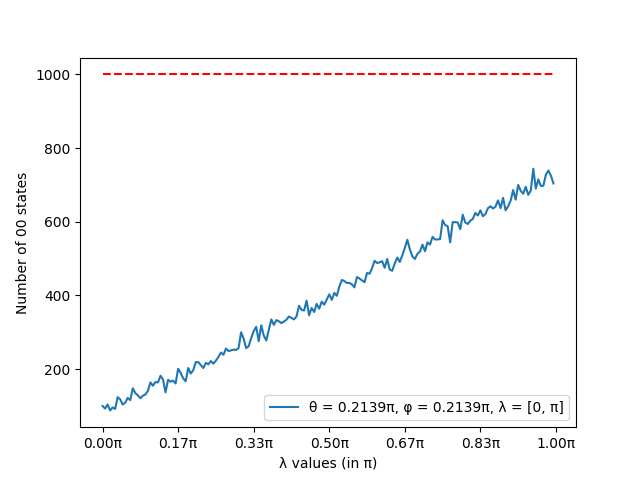 1000
800
600
400
200
Number of 00 states
θ = 0.2139π, φ = 0.2139π, λ = [0, π]
0.00π 0.17π 0.33π 0.50π 0.67π 0.83π 1.00π
λ values (in π)